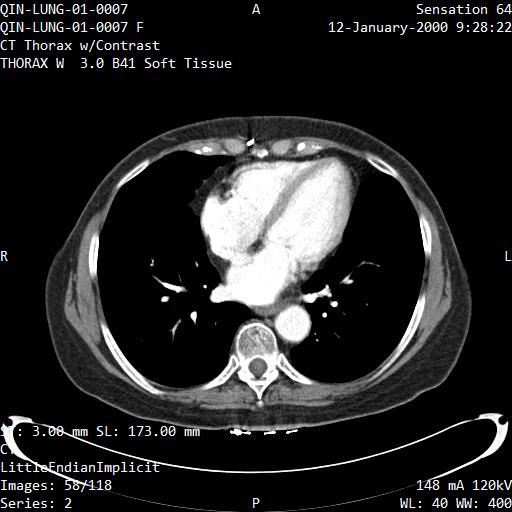 QIN-LUNG-01-0007
A
Sensation 64
QIN-LUNG-01-0007 F
12-January-2000 9:28:22
CT Thorax w/Contrast
THORAX W 3.0 B41 Soft Tissue
R
L
: 3.00 mm SL: 173.00 mm
LittleEndianImplicit
Images: 58/118
148 mA 120kV
Series: 2
P
WL: 40 WW: 400